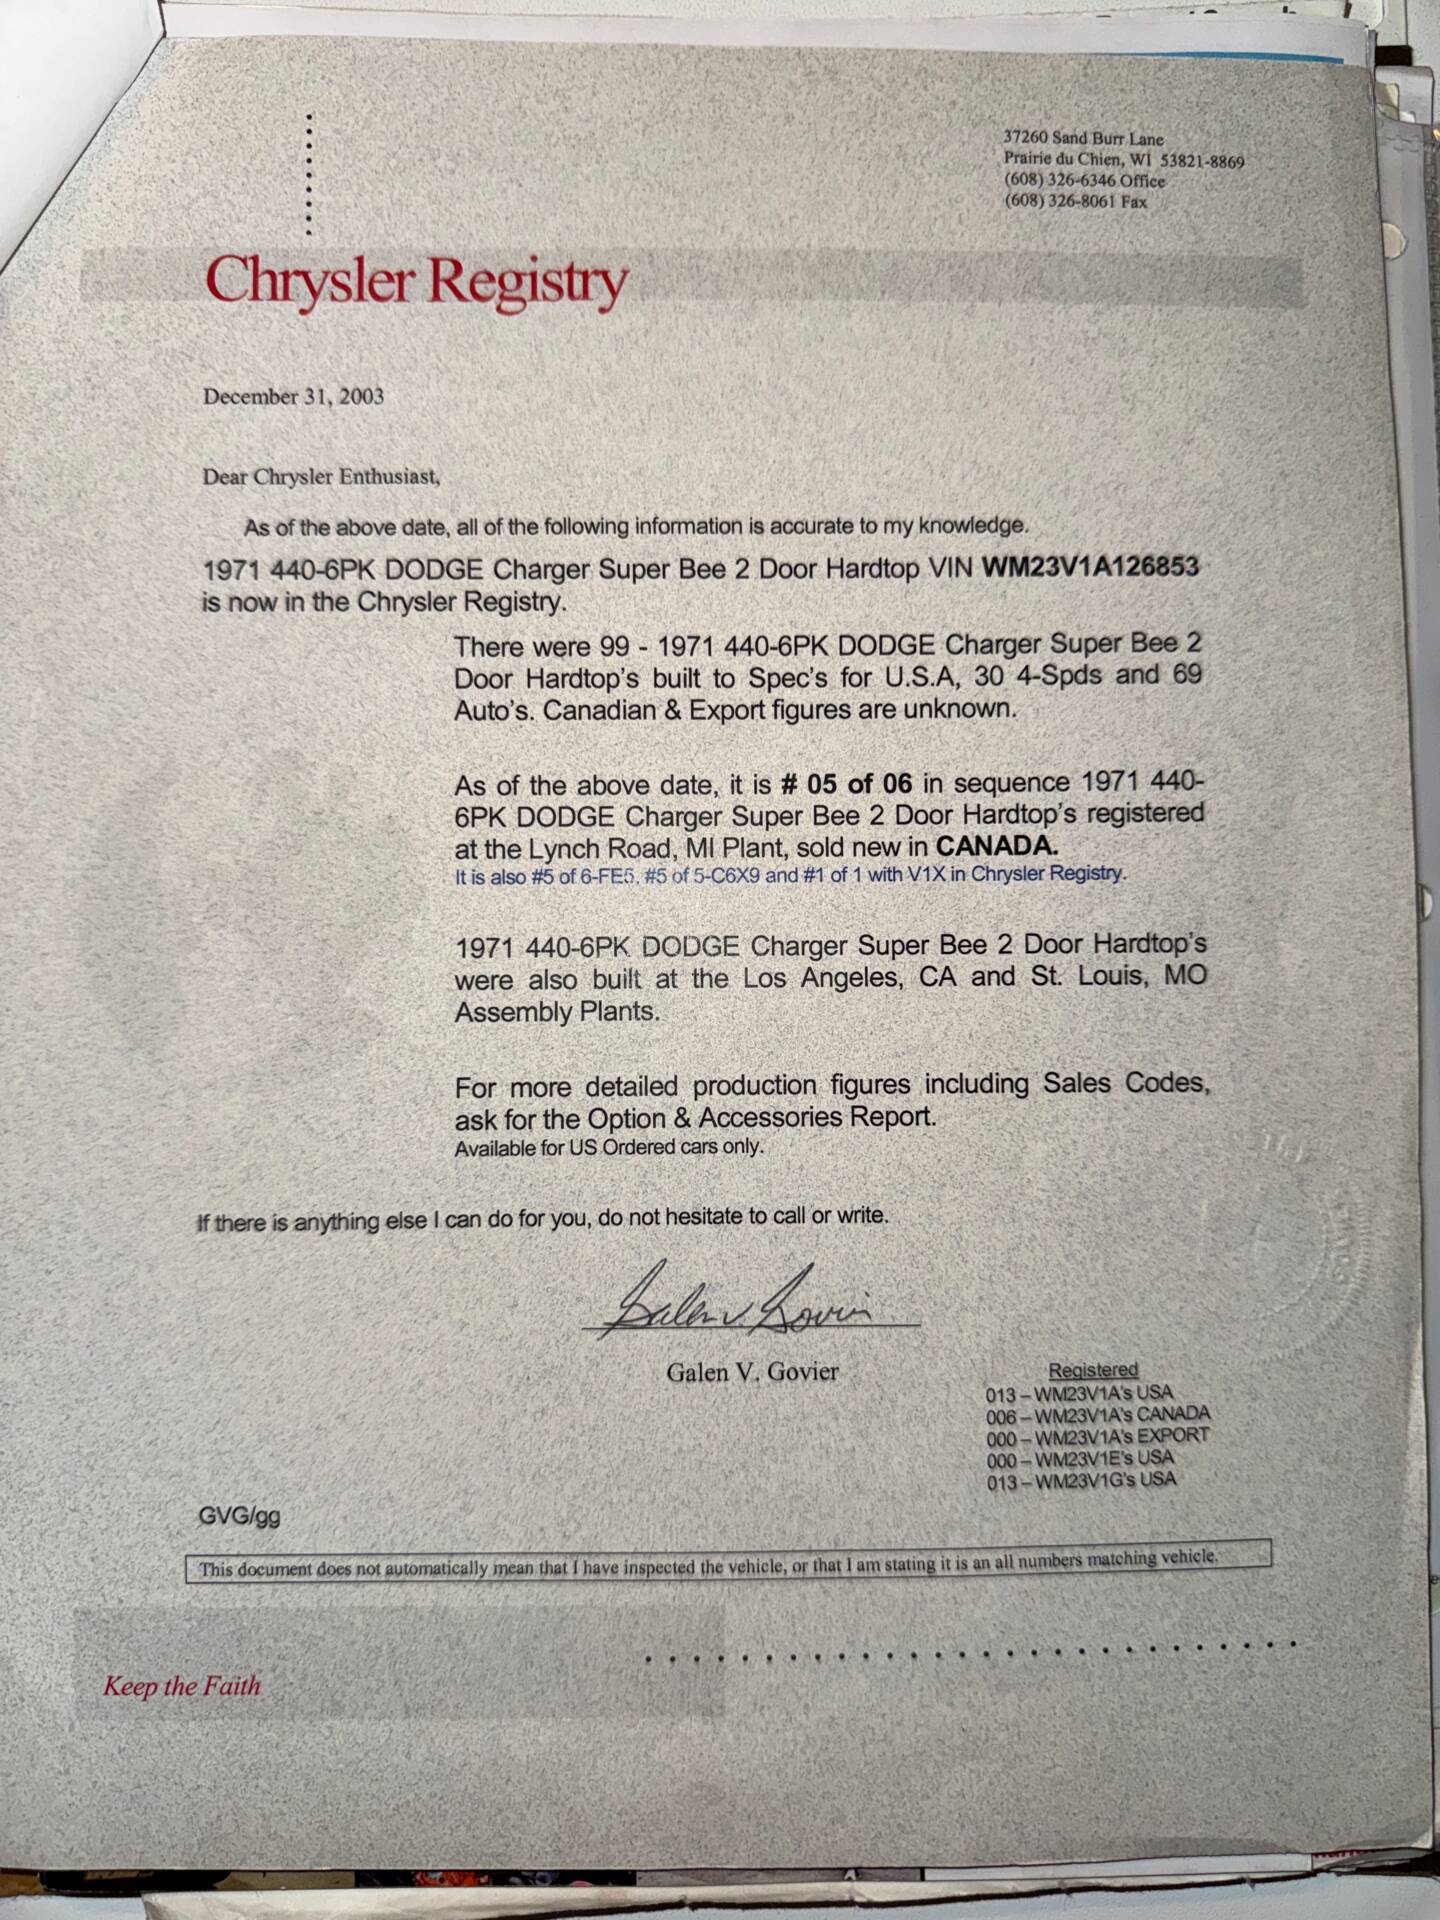 37260 Sand Burr Lane
Prairie du Chien, WI 53821-8869
(608) 326-6346 Office
(608) 326-8061 Fax
Chrysler Registry
December 31, 2003
Dear Chrysler Enthusiast,
As of the above date, all of the following information is accurate to my knowledge.
1971 440-6PK DODGE Charger Super Bee 2 Door Hardtop VIN WM23V1A126853
is now in the Chrysler Registry.
There were 99 - 1971 440-6PK DODGE Charger Super Bee 2
Door Hardtop's built to Spec's for U.S.A, 30 4-Spds and 69
Auto's. Canadian & Export figures are unknown.
As of the above date, it is # 05 of 06 in sequence 1971 440-
6PK DODGE Charger Super Bee 2 Door Hardtop's registered
at the Lynch Road, MI Plant, sold new in CANADA.
It is also #5 of 6-FE5, #5 of 5-C6X9 and #1 of 1 with V1X in Chrysler Registry.
1971 440-6PK DODGE Charger Super Bee 2 Door Hardtop's
were also built at the Los Angeles, CA and St. Louis, MO
Assembly Plants.
For more detailed production figures including Sales Codes,
ask for the Option & Accessories Report.
Available for US Ordered cars only.
If there is anything else I can do for you, do not hesitate to call or write.
Galen V. Govier
Galen V. Govier
Registered
013 – WM23V1A's USA
006 – WM23V1A's CANADA
000 – WM23V1A's EXPORT
000 – WM23V1E's USA
013 – WM23V1G's USA
GVG/gg
This document does not automatically mean that I have inspected the vehicle, or that I am stating it is an all numbers matching vehicle.
Keep the Faith